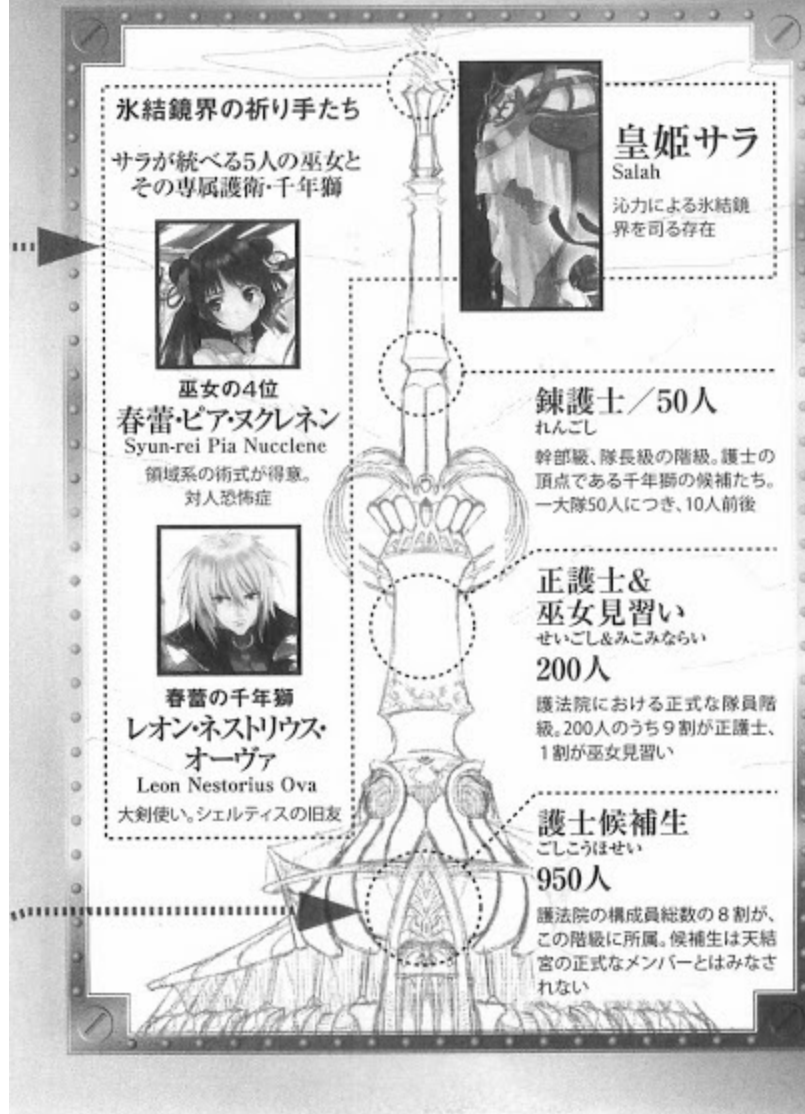 氷結鏡界の祈り手たち
サラが統べる5人の巫女と
その専属護衛・千年獅
巫女の4位
春蕾・ピア・ヌクレネン
Syun-rei Pia Nucclene
領域系の術式が得意。
対人恐怖症
春蕾の千年獅
レオン・ネストリウス・
オーヴァ
Leon Nestorius Ova
大剣使い。シェルティスの旧友
皇姫サラ
Salah
沁力による氷結鏡
界を司る存在
錬護士／50人
れんごし
幹部級、隊長級の階級。護士の
頂点である千年獅の候補たち。
一大隊50人につき、10人前後
正護士&
巫女見習い
せいごし&みこみならい
200人
護法院における正式な隊員階
級。200人のうち9割が正護士、
1割が巫女見習い
護士候補生
ごしこうほせい
950人
護法院の構成員総数の8割が、
この階級に所属。候補生は天結
宮の正式なメンバーとはみなさ
れない